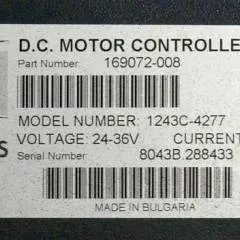 D.C. MOTOR CONTROLLE
Part Number: 169072-008
MODEL NUMBER: 1243C-4277
VOLTAGE: 24-36V CURRENT
S
Serial Number: 8043B.288433
MADE IN BULGARIA